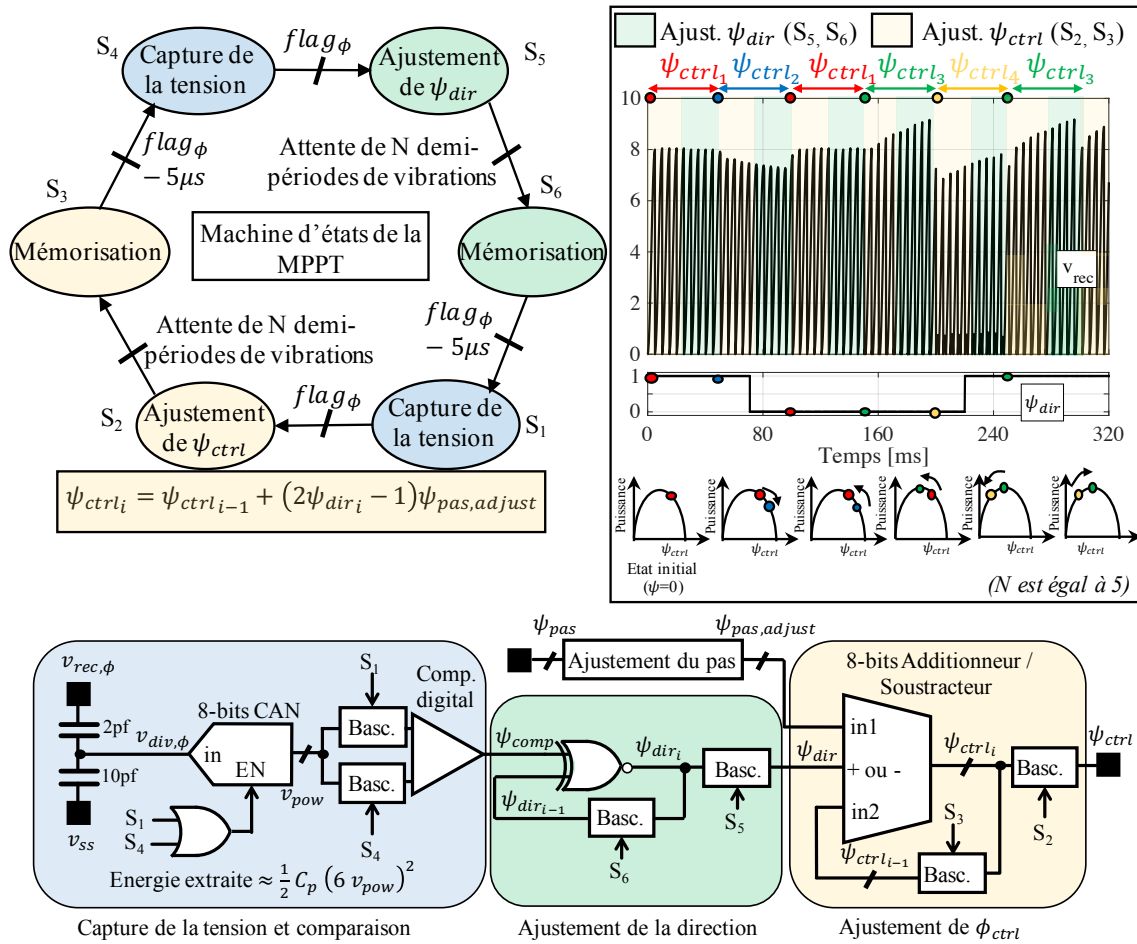 S4
Capture de
la tension
flagϕ
Ajustement
de ψdir
S5
flagϕ
− 5μs
Attente de N demi-
périodes de vibrations
S3
S6
Mémorisation
Machine d'états de la
MPPT
Mémorisation
Attente de N demi-
périodes de vibrations
flagϕ
− 5μs
S2
Ajustement
de ψctrl
flagϕ
Capture de
la tension
S1
ψctrli = ψctrli−1 + (2ψdiri − 1)ψpas,adjust
Ajust. ψdir (S5, S6)
Ajust. ψctrl (S2, S3)
ψctrl1 ψctrl2 ψctrl1 ψctrl3 ψctrl4 ψctrl3
10
8
6
4
2
0
vrec
1
0
ψdir
0 80 160 240 320
Temps [ms]
Puissance Puissance Puissance Puissance Puissance Puissance
ψctrl ψctrl ψctrl ψctrl ψctrl ψctrl
Etat initial
(ψ=0)
(N est égal à 5)
vrec,ϕ
2pf
vdiv,ϕ
10pf
vss
8-bits CAN
in
EN
vpow
S1
S4
S1
Basc.
Basc.
S4
Comp.
digital
Energie extraite ≈ 1/2 Cp (6 vpow)2
Capture de la tension et comparaison
ψpas
Ajustement du pas
ψpas,adjust
ψcomp
ψdiri
ψdiri−1
Basc.
S6
Basc.
S5
ψdir
Ajustement de la direction
8-bits Additionneur /
Soustracteur
in1
+ ou -
in2
ψctrli
S3
ψctrli−1
Basc.
Basc.
S2
ψctrl
Ajustement de ϕctrl